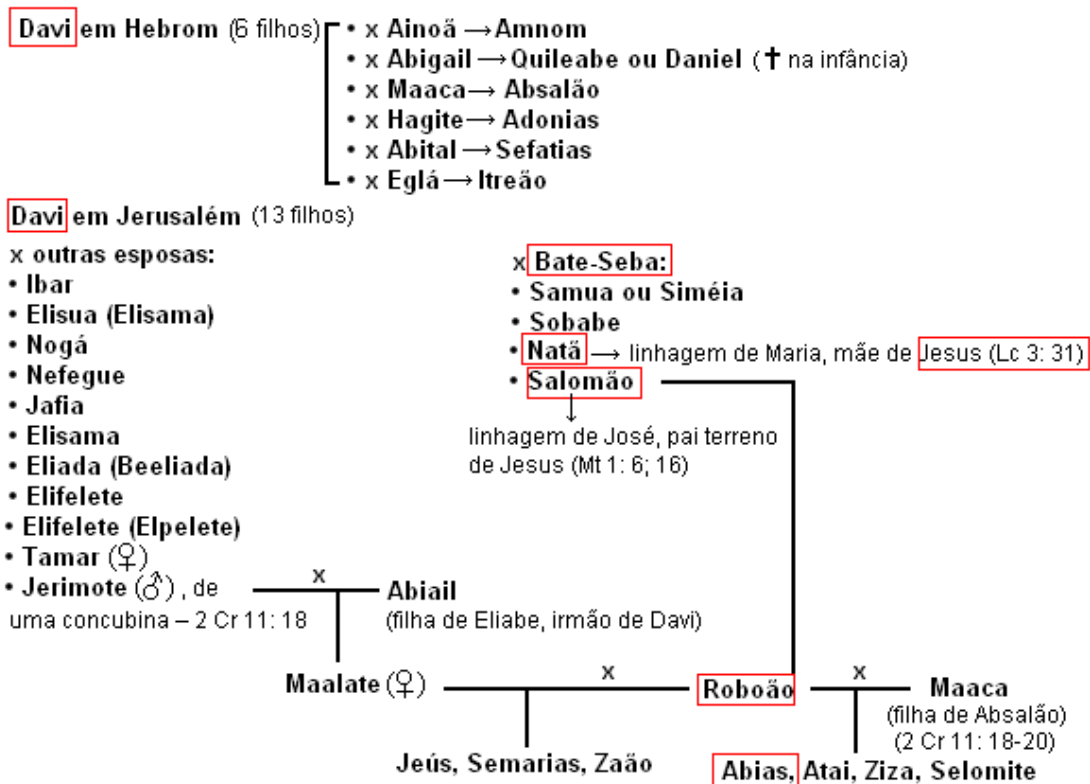 Davi em Hebrom (6 filhos)
• x Ainoã → Amnom
• x Abigail → Quileabe ou Daniel (✝ na infância)
• x Maaca → Absalão
• x Hagite → Adonias
• x Abital → Sefatias
• x Eglá → Itreão
Davi em Jerusalém (13 filhos)
x outras esposas:
• Ibar
• Elisua (Elisama)
• Nogá
• Nefegue
• Jafia
• Elisama
• Eliada (Beeliada)
• Elifelete
• Elifelete (Elpelete)
• Tamar (♀)
• Jerimote (♂), de
uma concubina – 2 Cr 11: 18
x Bate-Seba:
• Samua ou Siméia
• Sobabe
• Natã → linhagem de Maria, mãe de Jesus (Lc 3: 31)
• Salomão
↓
linhagem de José, pai terreno
de Jesus (Mt 1: 6; 16)
x
Abiail
(filha de Eliabe, irmão de Davi)
Maalate (♀)
x
Roboão
x
Maaca
(filha de Absalão)
(2 Cr 11: 18-20)
Jeús, Semarias, Zaão
Abias, Atai, Ziza, Selomite